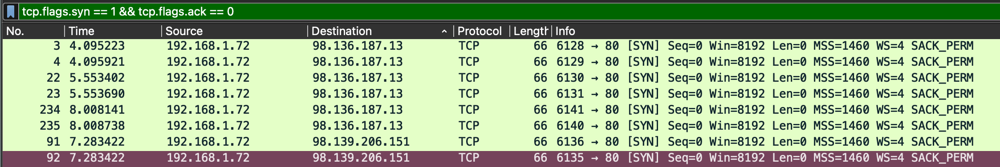 tcp.flags.syn == 1 && tcp.flags.ack == 0
No. Time Source Destination Protocol Length Info
3 4.095223 192.168.1.72 98.136.187.13 TCP 66 6128 → 80 [SYN] Seq=0 Win=8192 Len=0 MSS=1460 WS=4 SACK_PERM
4 4.095921 192.168.1.72 98.136.187.13 TCP 66 6129 → 80 [SYN] Seq=0 Win=8192 Len=0 MSS=1460 WS=4 SACK_PERM
22 5.553402 192.168.1.72 98.136.187.13 TCP 66 6130 → 80 [SYN] Seq=0 Win=8192 Len=0 MSS=1460 WS=4 SACK_PERM
23 5.553690 192.168.1.72 98.136.187.13 TCP 66 6131 → 80 [SYN] Seq=0 Win=8192 Len=0 MSS=1460 WS=4 SACK_PERM
234 8.008141 192.168.1.72 98.136.187.13 TCP 66 6141 → 80 [SYN] Seq=0 Win=8192 Len=0 MSS=1460 WS=4 SACK_PERM
235 8.008738 192.168.1.72 98.136.187.13 TCP 66 6140 → 80 [SYN] Seq=0 Win=8192 Len=0 MSS=1460 WS=4 SACK_PERM
91 7.283422 192.168.1.72 98.139.206.151 TCP 66 6136 → 80 [SYN] Seq=0 Win=8192 Len=0 MSS=1460 WS=4 SACK_PERM
92 7.283422 192.168.1.72 98.139.206.151 TCP 66 6135 → 80 [SYN] Seq=0 Win=8192 Len=0 MSS=1460 WS=4 SACK_PERM